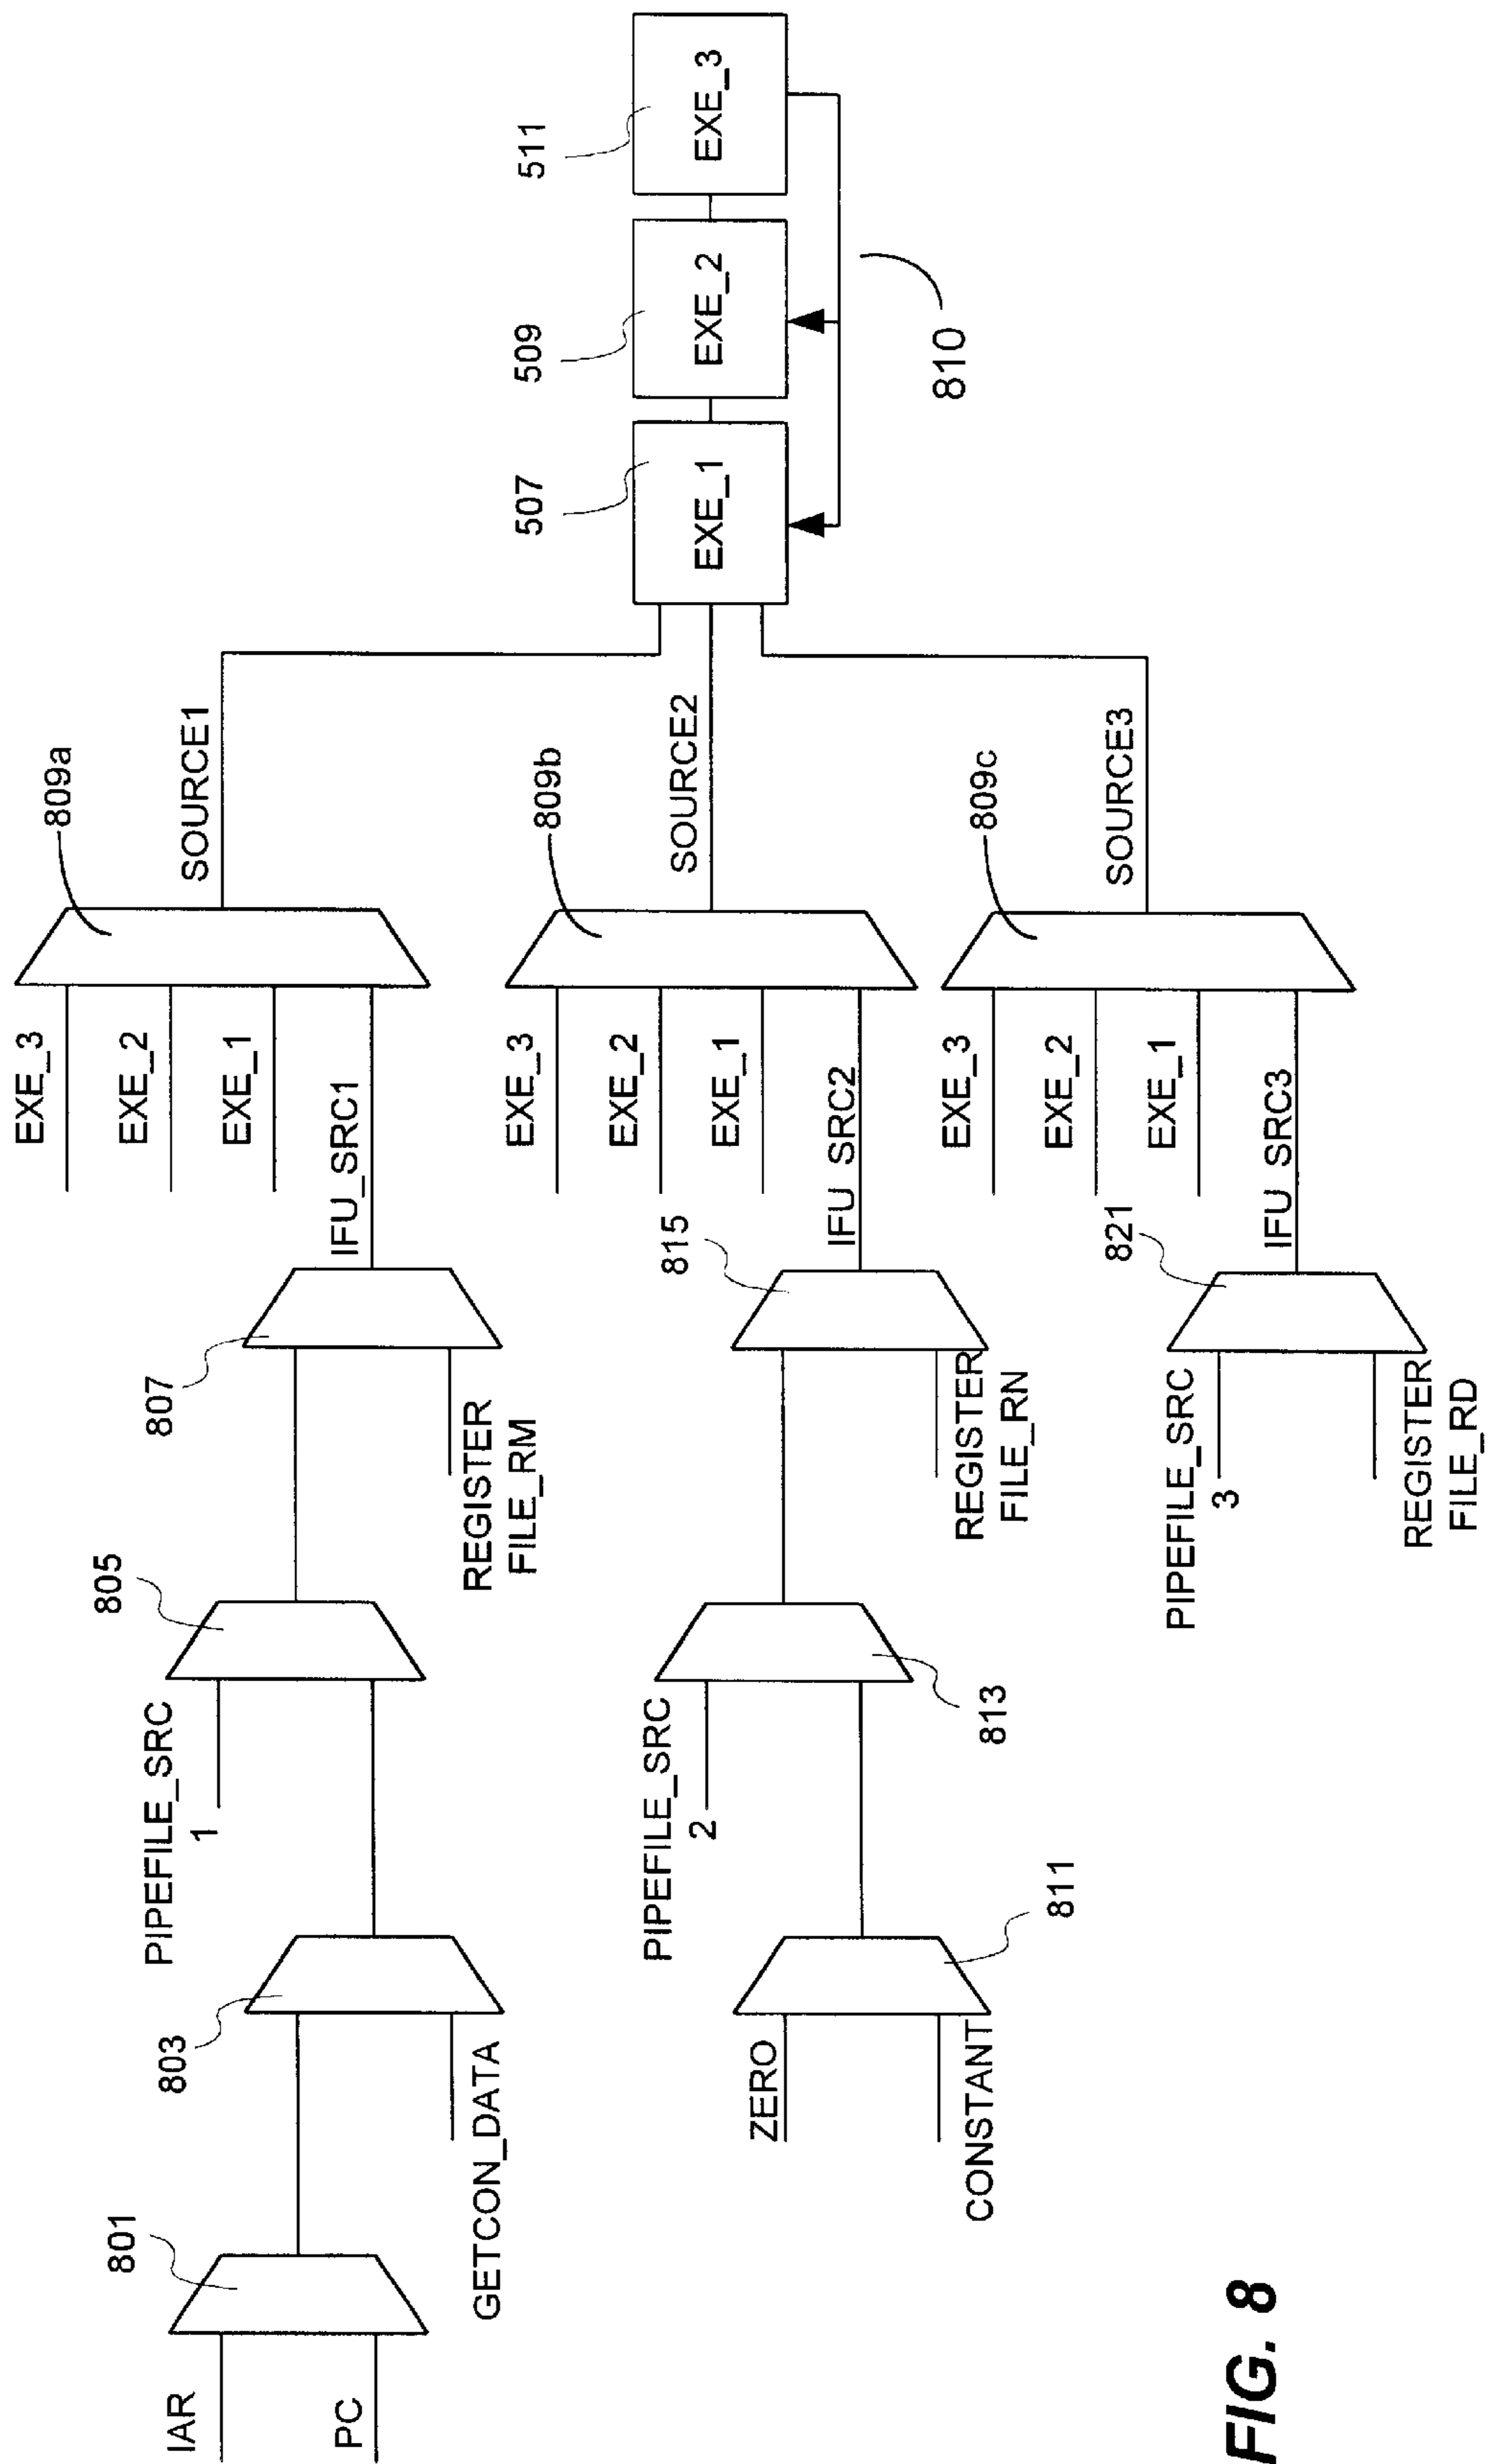 IAR
PC
801
803
GETCON_DATA
PIPEFILE_SRC
1
805
807
REGISTER
FILE_RM
IFU_SRC1
EXE_3
EXE_2
EXE_1
809a
SOURCE1
ZERO
CONSTANT
811
PIPEFILE_SRC
2
813
815
REGISTER
FILE_RN
IFU SRC2
EXE_3
EXE_2
EXE_1
809b
SOURCE2
PIPEFILE_SRC
3
REGISTER
FILE_RD
821
IFU SRC3
EXE_3
EXE_2
EXE_1
809c
SOURCE3
507
EXE_1
509
EXE_2
511
EXE_3
810
FIG. 8